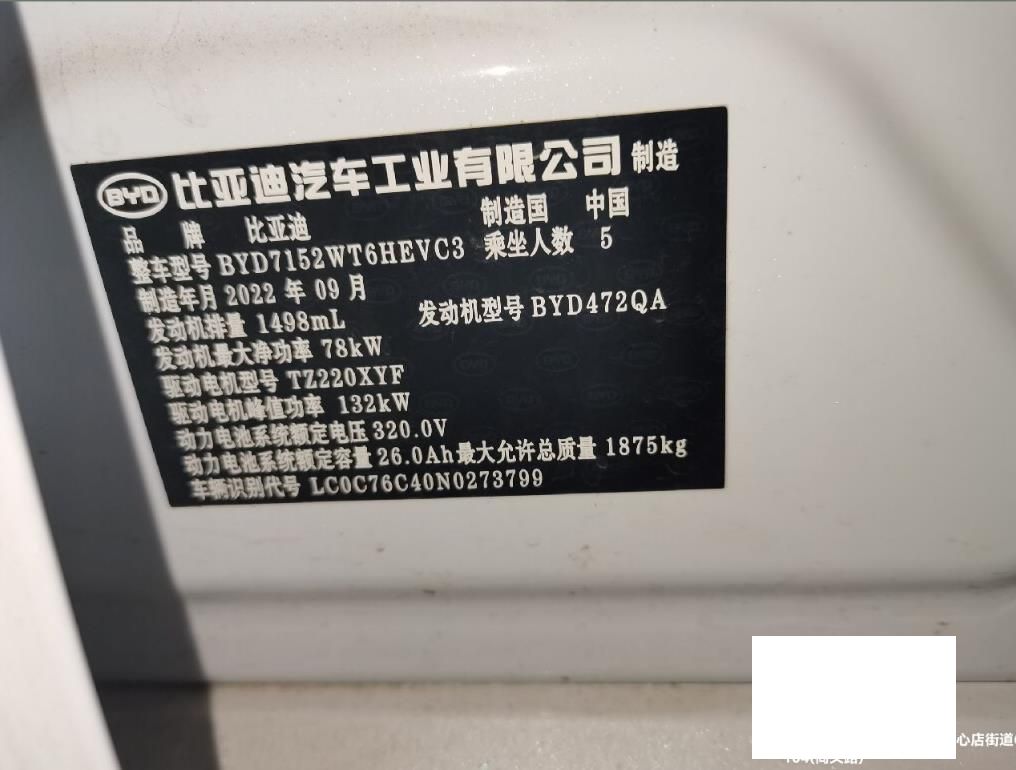 BYD 比亚迪汽车工业有限公司 制造
品 牌 比亚迪 制造国 中国
整车型号 BYD7152WT6HEVC3 乘坐人数 5
制造年月 2022 年 09 月
发动机排量 1498mL 发动机型号 BYD472QA
发动机最大净功率 78kW
驱动电机型号 TZ220XYF
驱动电机峰值功率 132kW
动力电池系统额定电压 320.0V
动力电池系统额定容量 26.0Ah 最大允许总质量 1875kg
车辆识别代号 LC0C76C40N0273799
心店街道